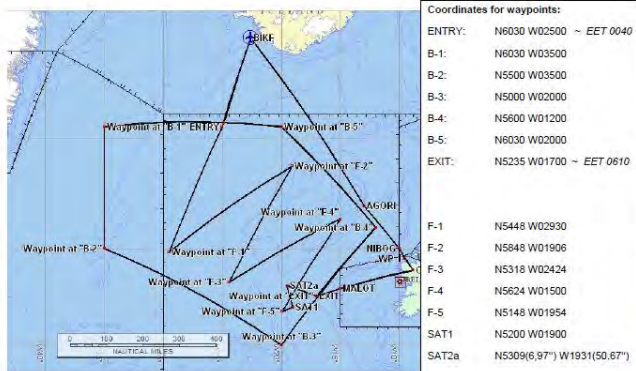 ICELAND
BIKF
Waypoint at "B-1"
ENTRY
Waypoint at "B-5"
Waypoint at "F-2"
Waypoint at "F-4"
AGORI
Waypoint at "B-4"
Waypoint at "B-2"
Waypoint at "F-1"
NIBOG
Waypoint at "F-3"
SAT2a
Waypoint at "EXIT"
EXIT
MALOT
SAT1
Waypoint at "F-5"
Waypoint at "B-3"
0 100 200 300 400
NAUTICAL MILES
Coordinates for waypoints:
ENTRY: N6030 W02500 ~ EET 0040
B-1: N6030 W03500
B-2: N5500 W03500
B-3: N5000 W02000
B-4: N5600 W01200
B-5: N6030 W02000
EXIT: N5235 W01700 ~ EET 0610
F-1 N5448 W02930
F-2 N5848 W01906
F-3 N5318 W02424
F-4 N5624 W01500
F-5 N5148 W01954
SAT1 N5200 W01900
SAT2a N5309(6,97") W1931(50.67")